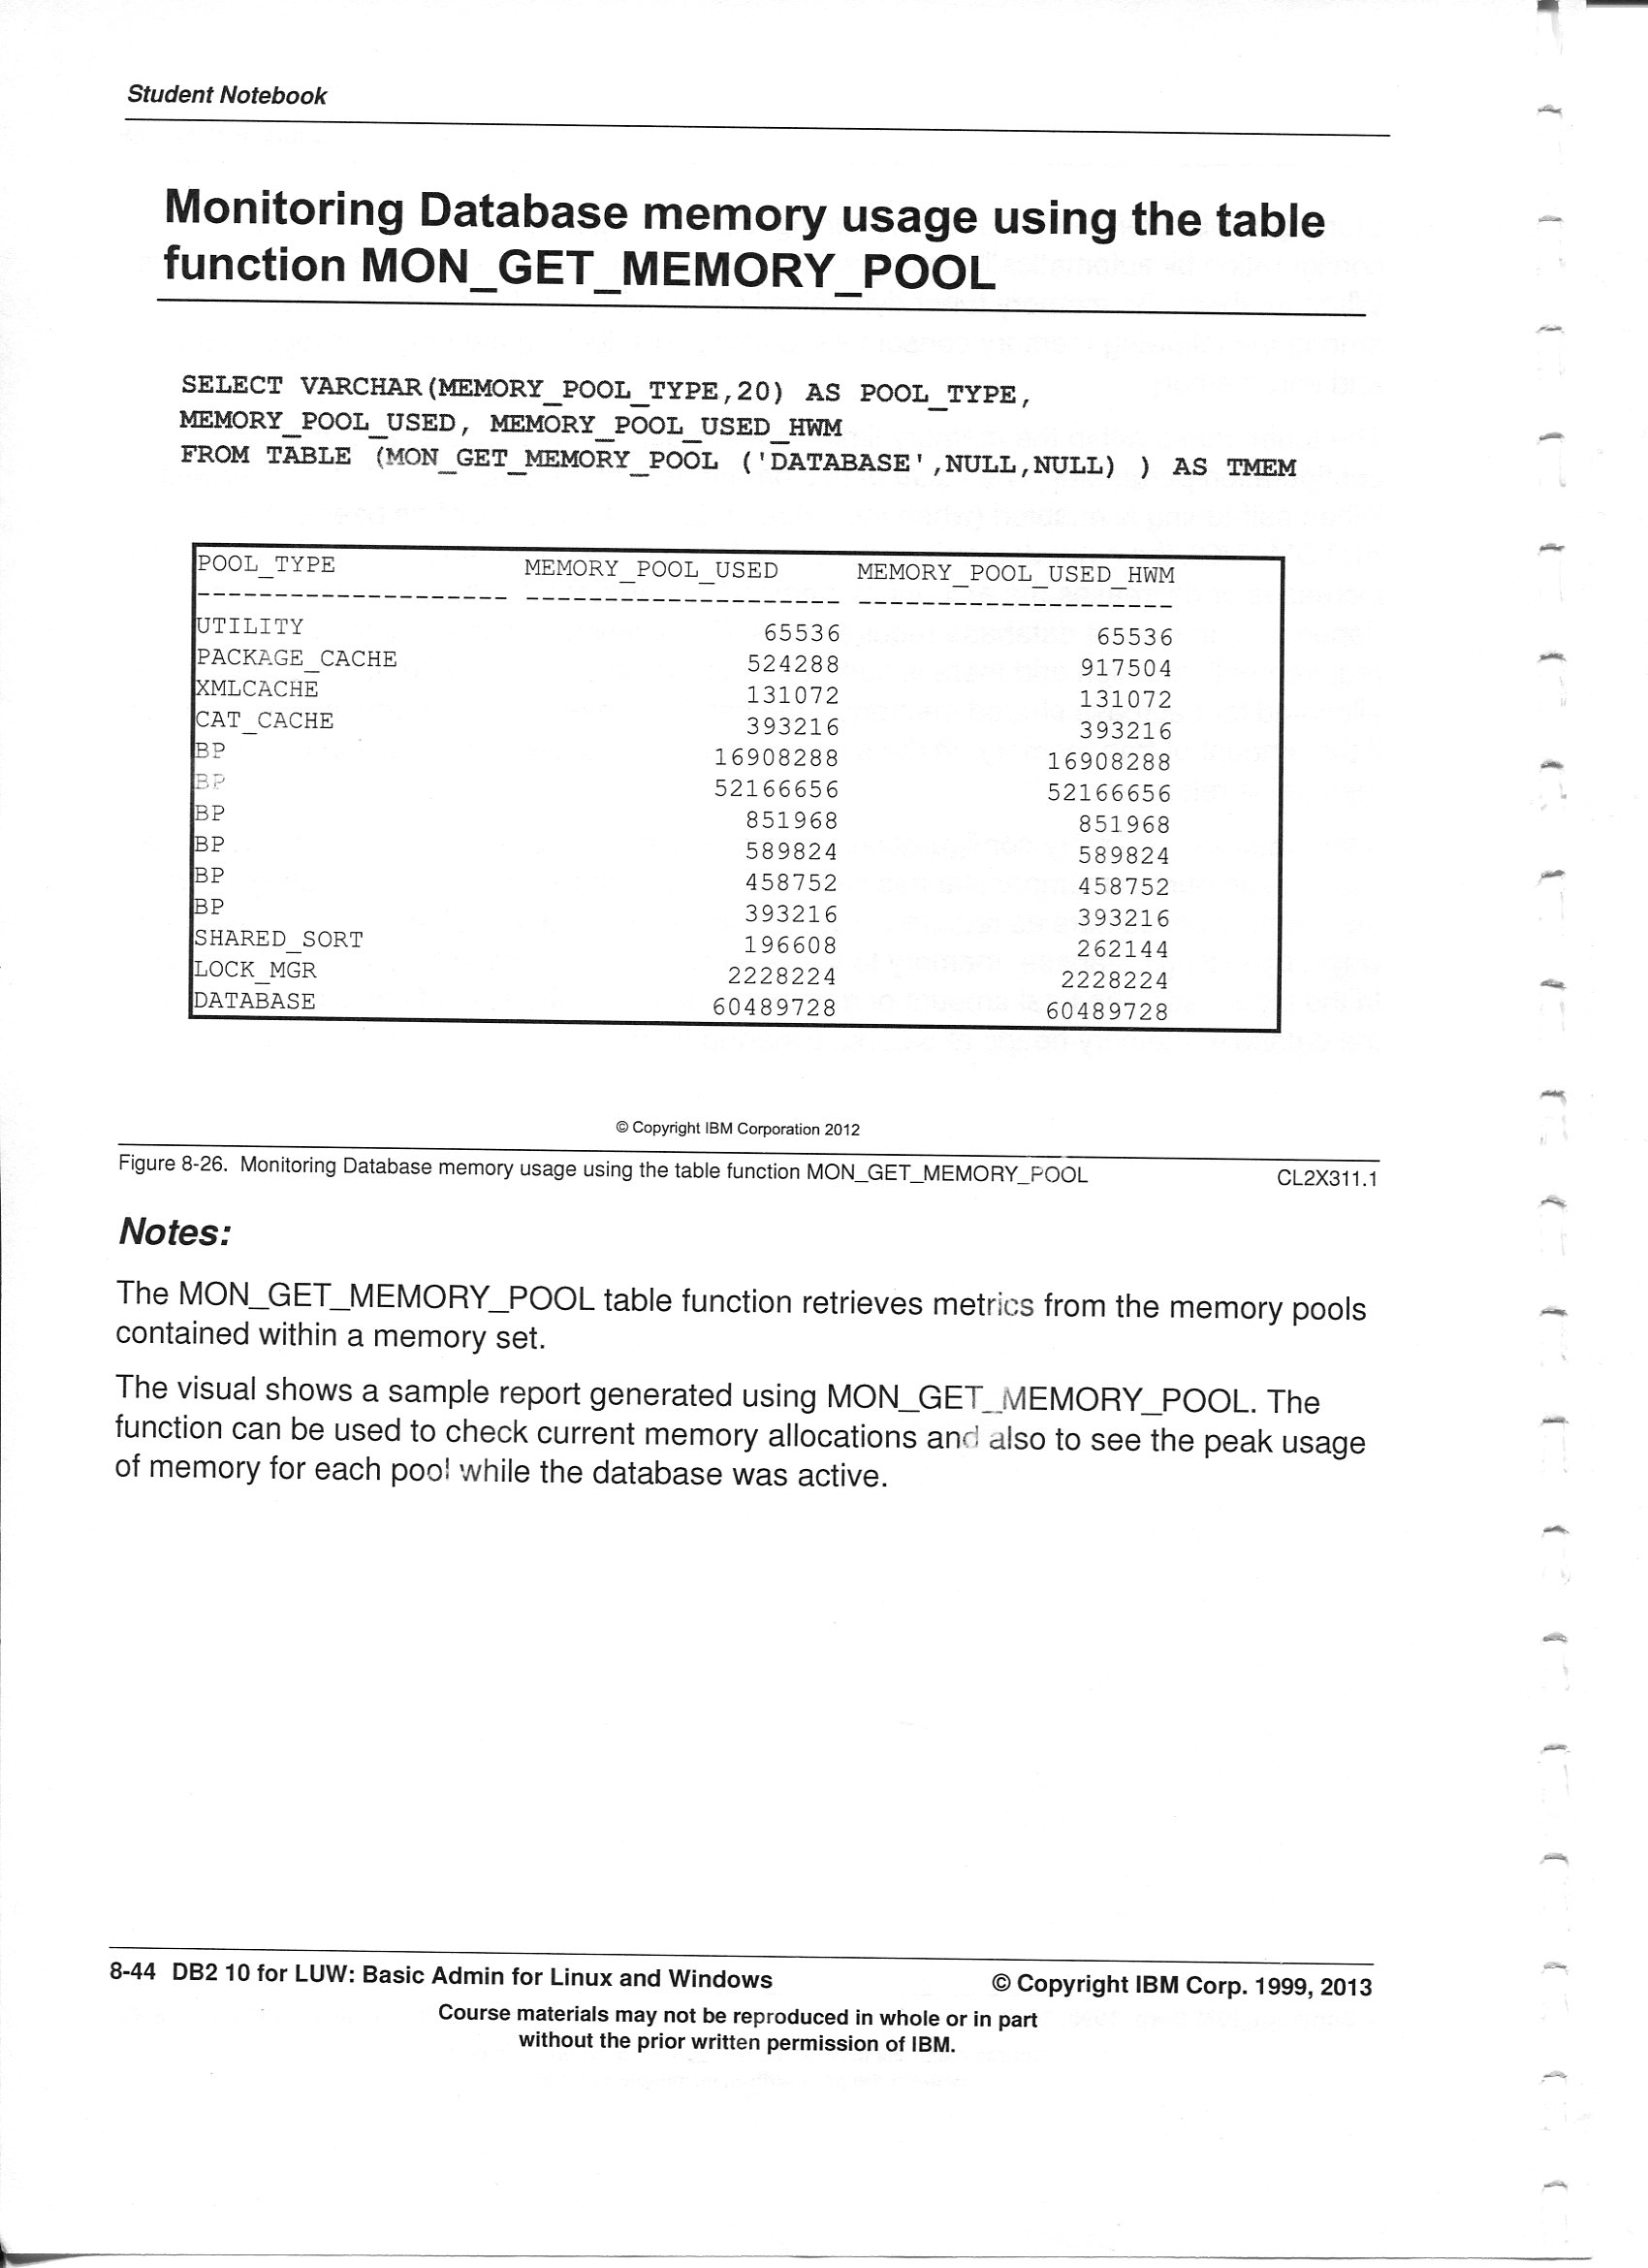 Student Notebook
Monitoring Database memory usage using the table
function MON_GET_MEMORY_POOL
SELECT VARCHAR(MEMORY_POOL_TYPE,20) AS POOL_TYPE,
MEMORY_POOL_USED, MEMORY_POOL_USED_HWM
FROM TABLE (MON_GET_MEMORY_POOL ('DATABASE',NULL,NULL) ) AS TMEM
POOL_TYPE MEMORY_POOL_USED MEMORY_POOL_USED_HWM
-------------------- -------------------- --------------------
UTILITY 65536 65536
PACKAGE_CACHE 524288 917504
XMLCACHE 131072 131072
CAT_CACHE 393216 393216
BP 16908288 16908288
BP 52166656 52166656
BP 851968 851968
BP 589824 589824
BP 458752 458752
BP 393216 393216
SHARED_SORT 196608 262144
LOCK_MGR 2228224 2228224
DATABASE 60489728 60489728
© Copyright IBM Corporation 2012
Figure 8-26. Monitoring Database memory usage using the table function MON_GET_MEMORY_POOL CL2X311.1
Notes:
The MON_GET_MEMORY_POOL table function retrieves metrics from the memory pools
contained within a memory set.
The visual shows a sample report generated using MON_GET_MEMORY_POOL. The
function can be used to check current memory allocations and also to see the peak usage
of memory for each pool while the database was active.
8-44 DB2 10 for LUW: Basic Admin for Linux and Windows © Copyright IBM Corp. 1999, 2013
Course materials may not be reproduced in whole or in part
without the prior written permission of IBM.